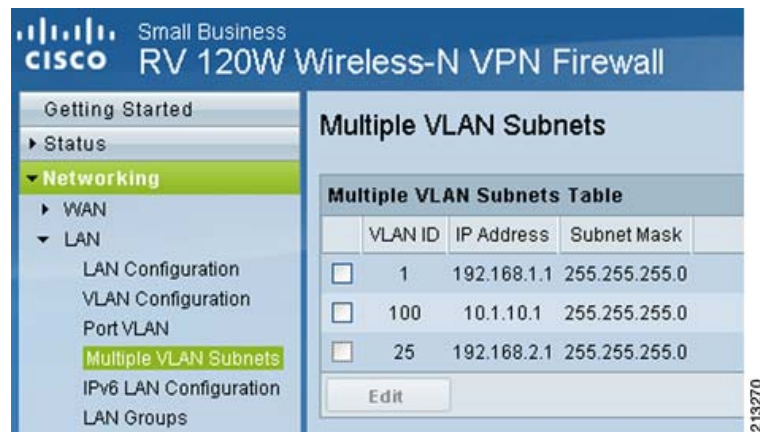 Small Business
CISCO RV 120W Wireless-N VPN Firewall
Getting Started
Status
Networking
WAN
LAN
LAN Configuration
VLAN Configuration
Port VLAN
Multiple VLAN Subnets
IPv6 LAN Configuration
LAN Groups
Multiple VLAN Subnets
Multiple VLAN Subnets Table
VLAN ID IP Address Subnet Mask
1 192.168.1.1 255.255.255.0
100 10.1.10.1 255.255.255.0
25 192.168.2.1 255.255.255.0
Edit
213270